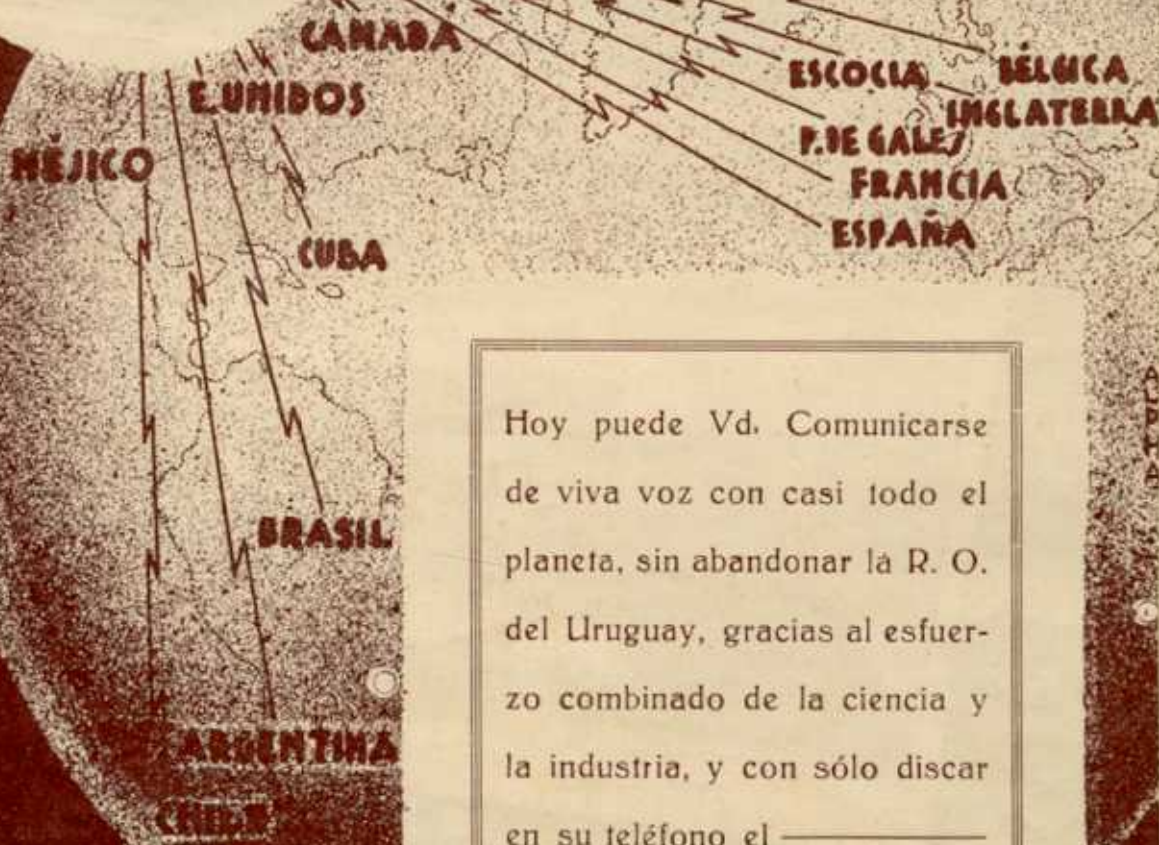 CANADA
E.UNIDOS
MÉJICO
CUBA
BRASIL
ARGENTINA
CHILE
ESCOCIA
BÉLGICA
INGLATERRA
P. DE GALES
FRANCIA
ESPAÑA
Hoy puede Vd. Comunicarse
de viva voz con casi todo el
planeta, sin abandonar la R. O.
del Uruguay, gracias al esfuer-
zo combinado de la ciencia y
la industria, y con sólo discar
en su teléfono el